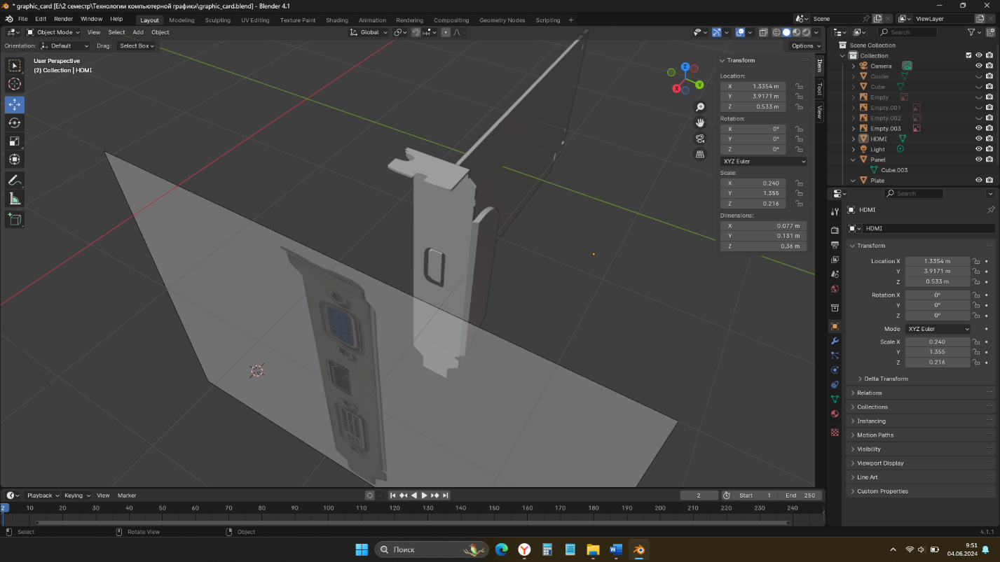 * graphic_card [E:\2 семестр\Технологии компьютерной графики\graphic_card.blend] - Blender 4.1
File Edit Render Window Help Layout Modeling Sculpting UV Editing Texture Paint Shading Animation Rendering Compositing Geometry Nodes Scripting + Scene ViewLayer
Object Mode View Select Add Object Global Search
Orientation: Default Drag: Select Box Options
User Perspective
(2) Collection | HDMI
Transform
Location:
X 1.3354 m
Y 3.9171 m
Z 0.533 m
Rotation:
X 0°
Y 0°
Z 0°
XYZ Euler
Scale:
X 0.240
Y 1.355
Z 0.216
Dimensions:
X 0.077 m
Y 0.131 m
Z 0.36 m
Item
Tool
View
Z
Y
X
Scene Collection
Collection
Camera
Cooler
Cube
Empty
Empty.001
Empty.002
Empty.003
HDMI
Light
Panel
Cube.003
Plate
Search
HDMI
HDMI
Transform
Location X 1.3354 m
Y 3.9171 m
Z 0.533 m
Rotation X 0°
Y 0°
Z 0°
Mode XYZ Euler
Scale X 0.240
Y 1.355
Z 0.216
Delta Transform
Relations
Collections
Instancing
Motion Paths
Visibility
Viewport Display
Line Art
Custom Properties
Playback Keying View Marker 2 Start 1 End 250
2 10 20 30 40 50 60 70 80 90 100 110 120 130 140 150 160 170 180 190 200 210 220 230 240
Select Rotate View Object 4.1.1
Поиск 9:51
04.06.2024